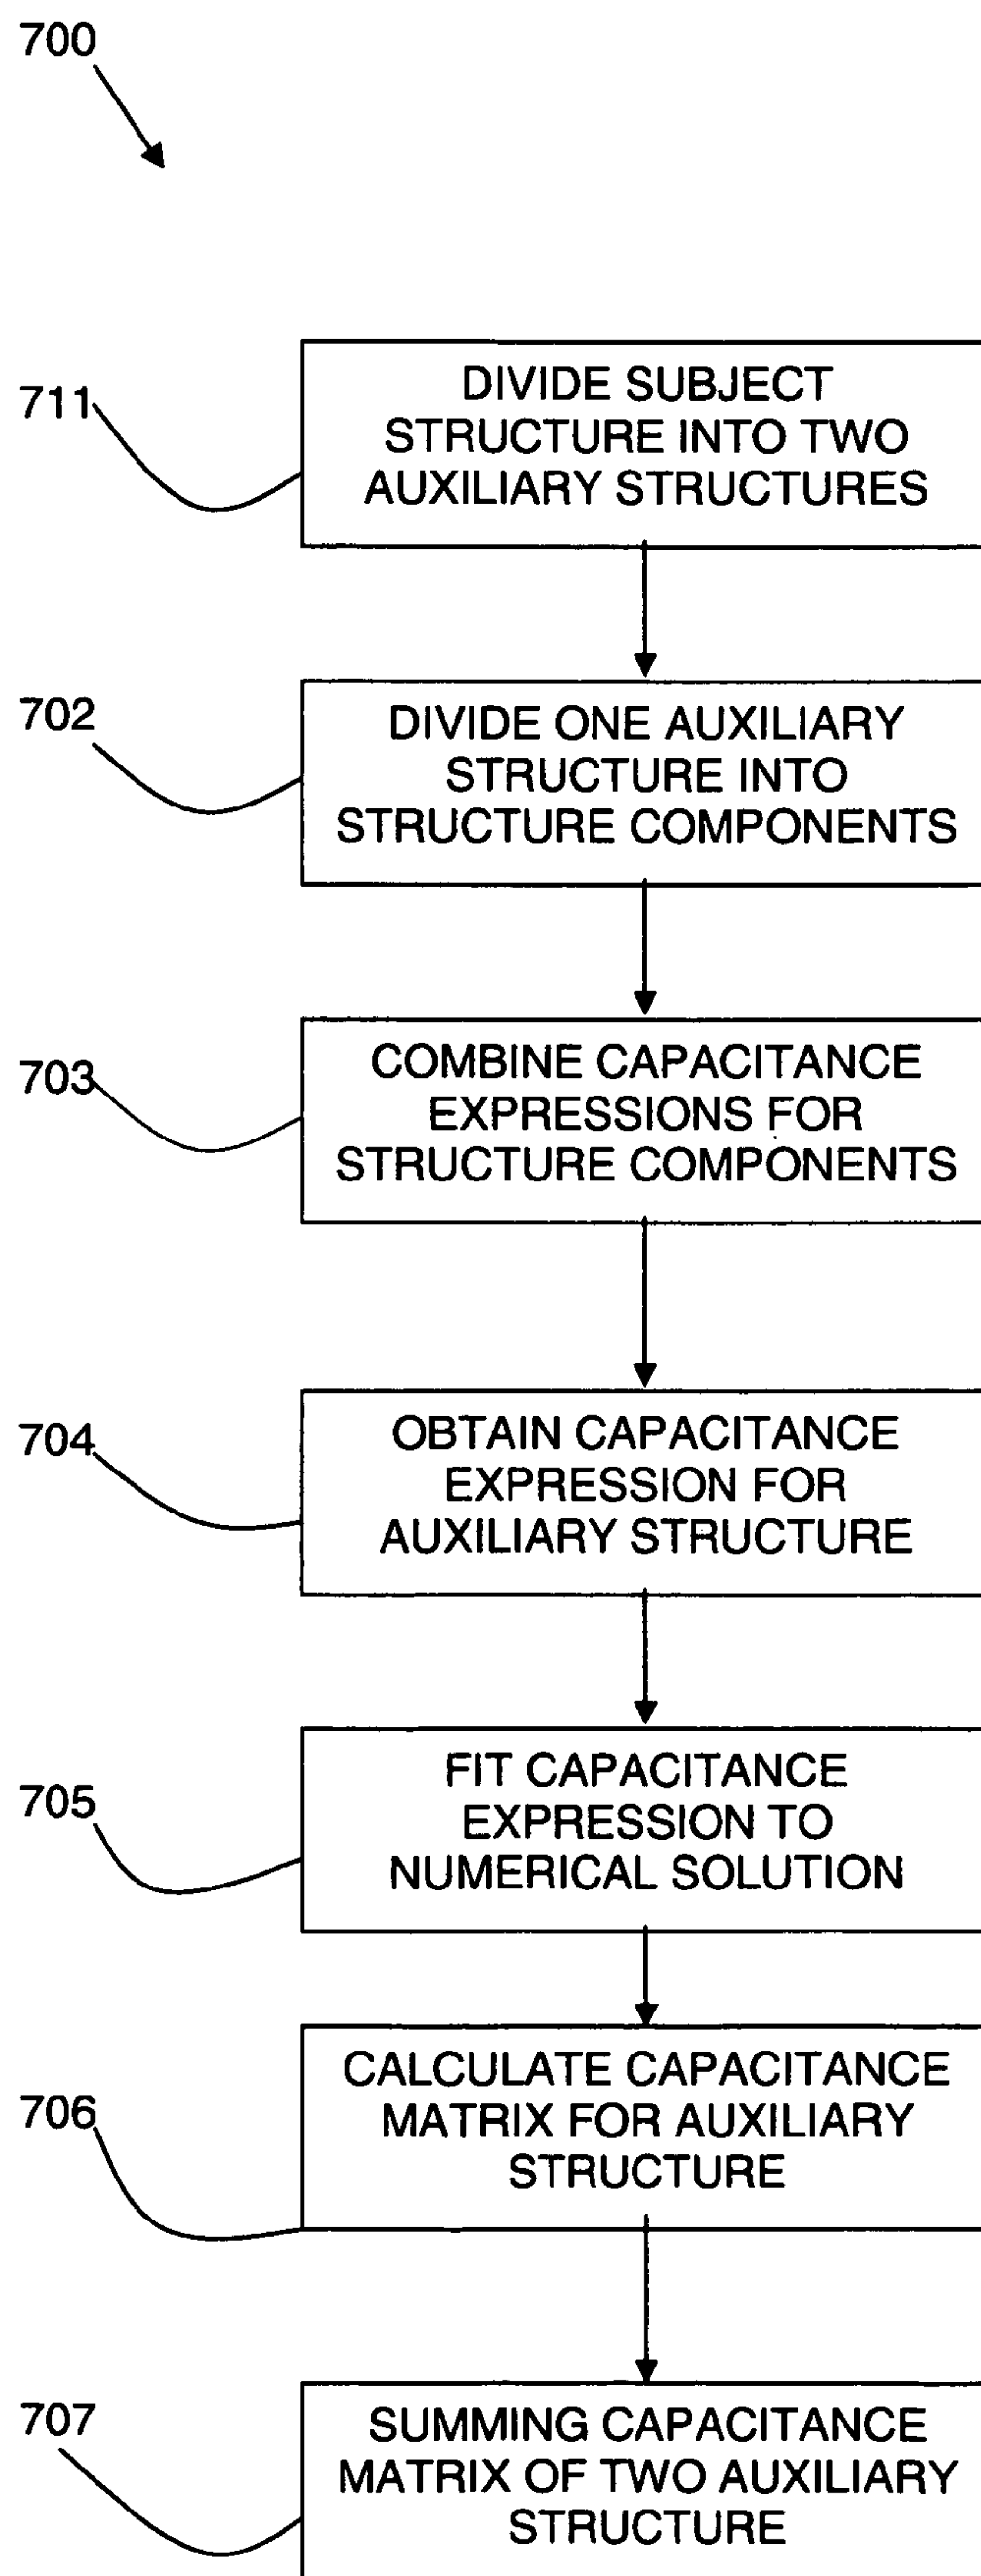 700
711
DIVIDE SUBJECT
STRUCTURE INTO TWO
AUXILIARY STRUCTURES
702
DIVIDE ONE AUXILIARY
STRUCTURE INTO
STRUCTURE COMPONENTS
703
COMBINE CAPACITANCE
EXPRESSIONS FOR
STRUCTURE COMPONENTS
704
OBTAIN CAPACITANCE
EXPRESSION FOR
AUXILIARY STRUCTURE
705
FIT CAPACITANCE
EXPRESSION TO
NUMERICAL SOLUTION
706
CALCULATE CAPACITANCE
MATRIX FOR AUXILIARY
STRUCTURE
707
SUMMING CAPACITANCE
MATRIX OF TWO AUXILIARY
STRUCTURE